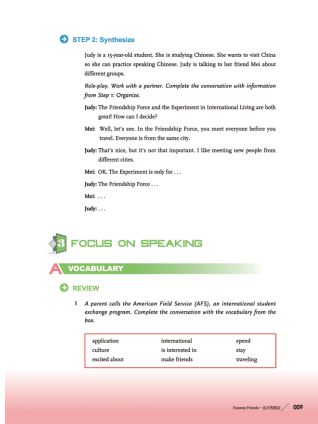 STEP 2: Synthesize
Judy is a 15-year-old student. She is studying Chinese. She wants to visit China
so she can practice speaking Chinese. Judy is talking to her friend Mei about
different groups.
Role-play. Work with a partner. Complete the conversation with information
from Step 1: Organize.
Judy: The Friendship Force and the Experiment in International Living are both
great! How can I decide?
Mei: Well, let's see. In the Friendship Force, you meet everyone before you
travel. Everyone is from the same city.
Judy: That's nice, but it's not that important. I like meeting new people from
different cities.
Mei: OK. The Experiment is only for . . .
Judy: The Friendship Force . . .
Mei: . . .
Judy: . . .
3 FOCUS ON SPEAKING
A VOCABULARY
REVIEW
1 A parent calls the American Field Service (AFS), an international student
exchange program. Complete the conversation with the vocabulary from the
box.
application international spend
culture is interested in stay
excited about make friends traveling
Faraway Friends • 009